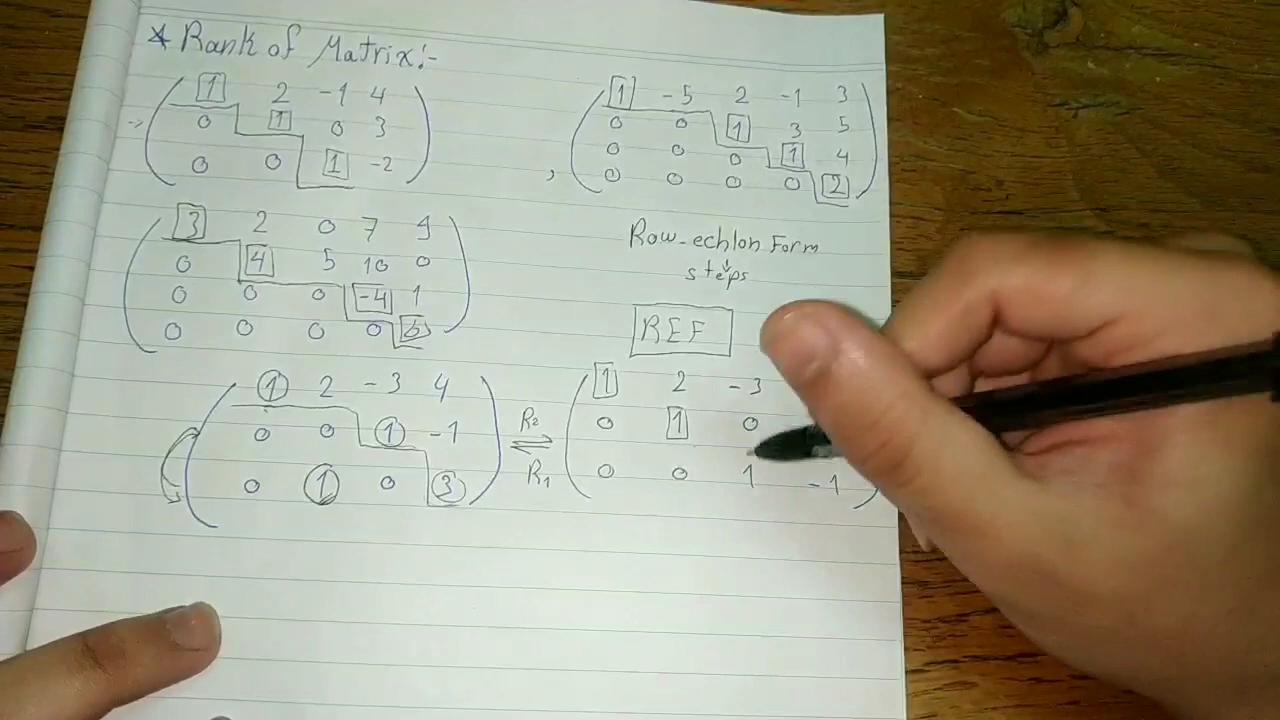 * Rank of Matrix:-
1 2 -1 4
0 1 0 3
0 0 1 -2
,
1 -5 2 -1 3
0 0 1 3 5
0 0 0 1 4
0 0 0 0 2
3 2 0 7 9
0 4 5 10 0
0 0 0 -4 1
0 0 0 0 6
Row-echlon Form
steps
REF
1 2 -3 4
0 0 1 -1
0 1 0 3
R₂
⇌
R₁
1 2 -3
0 1 0
0 0 1 -1